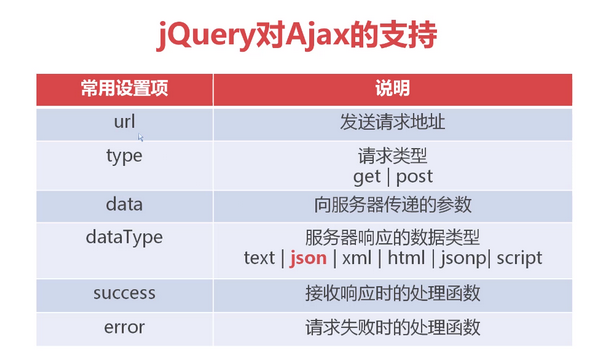 jQuery对Ajax的支持
常用设置项 说明
url 发送请求地址
type 请求类型
get | post
data 向服务器传递的参数
dataType 服务器响应的数据类型
text | json | xml | html | jsonp| script
success 接收响应时的处理函数
error 请求失败时的处理函数